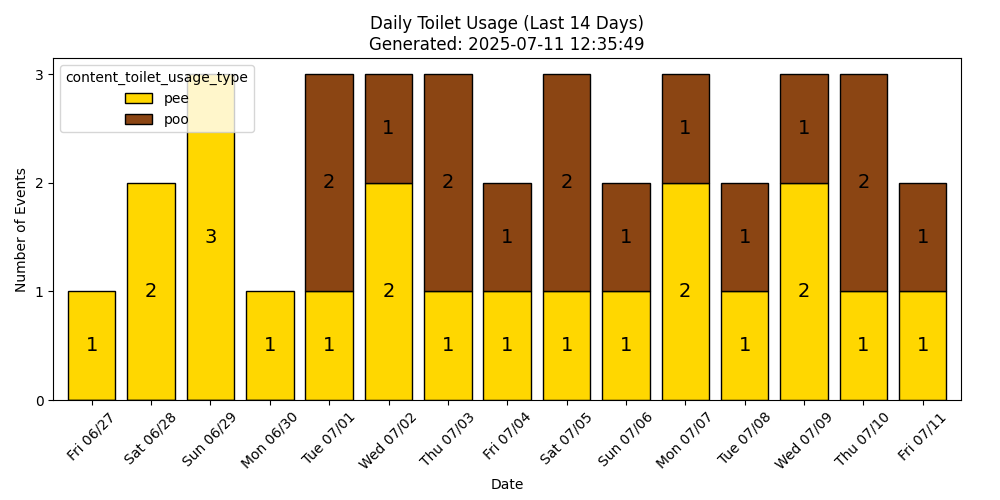 Daily Toilet Usage (Last 14 Days)
Generated: 2025-07-11 12:35:49
content_toilet_usage_type
pee
poo
Number of Events
3
2
1
0
1
2
3
1
1
2
2
1
1
2
1
1
1
2
1
1
2
1
1
1
2
1
1
2
1
1
Fri 06/27
Sat 06/28
Sun 06/29
Mon 06/30
Tue 07/01
Wed 07/02
Thu 07/03
Fri 07/04
Sat 07/05
Sun 07/06
Mon 07/07
Tue 07/08
Wed 07/09
Thu 07/10
Fri 07/11
Date